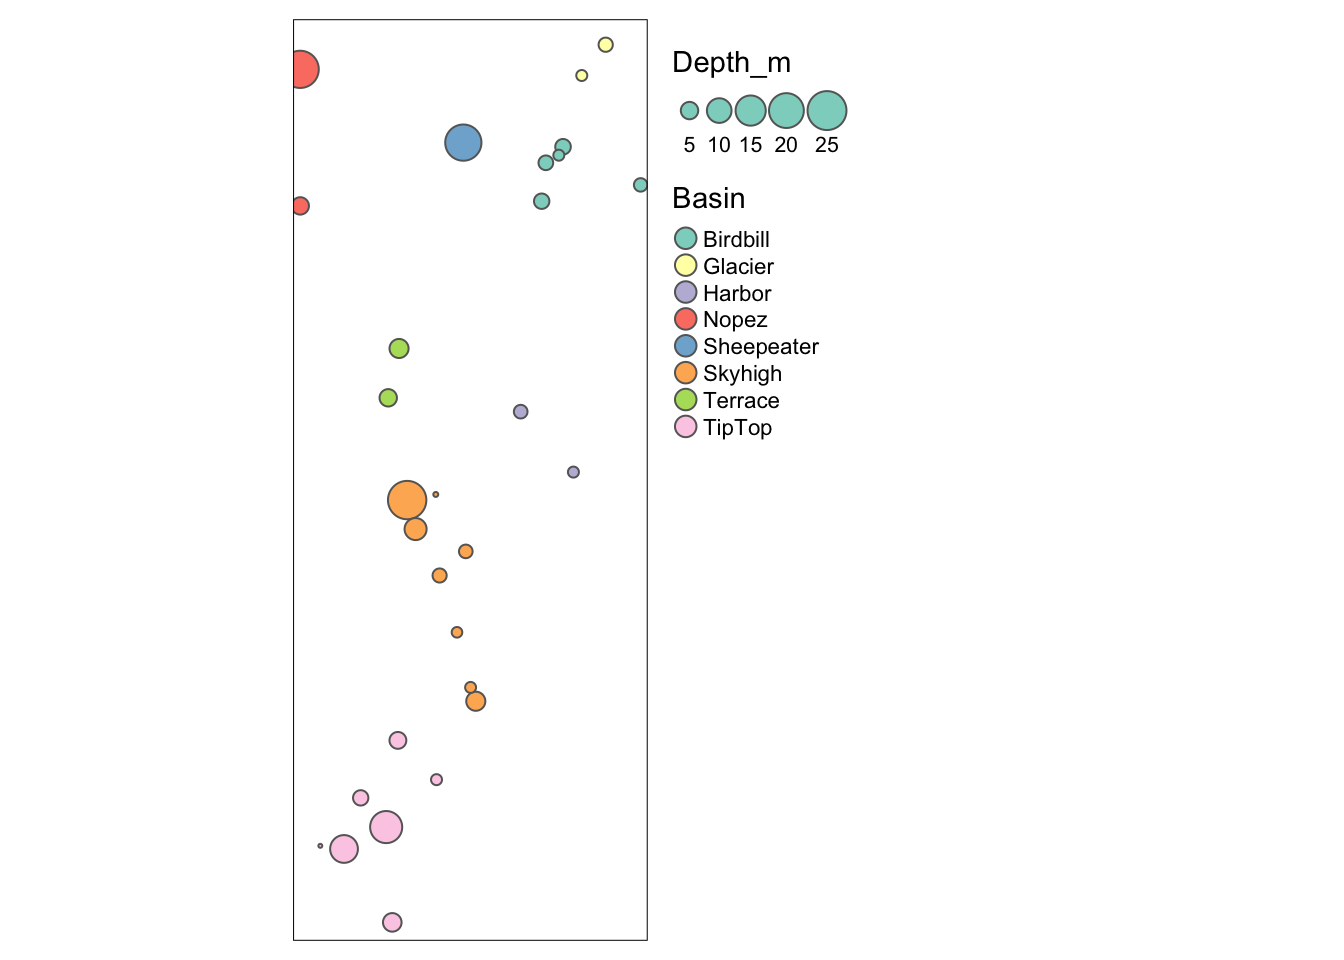 Depth_m
5 10 15 20 25
Basin
Birdbill
Glacier
Harbor
Nopez
Sheepeater
Skyhigh
Terrace
TipTop